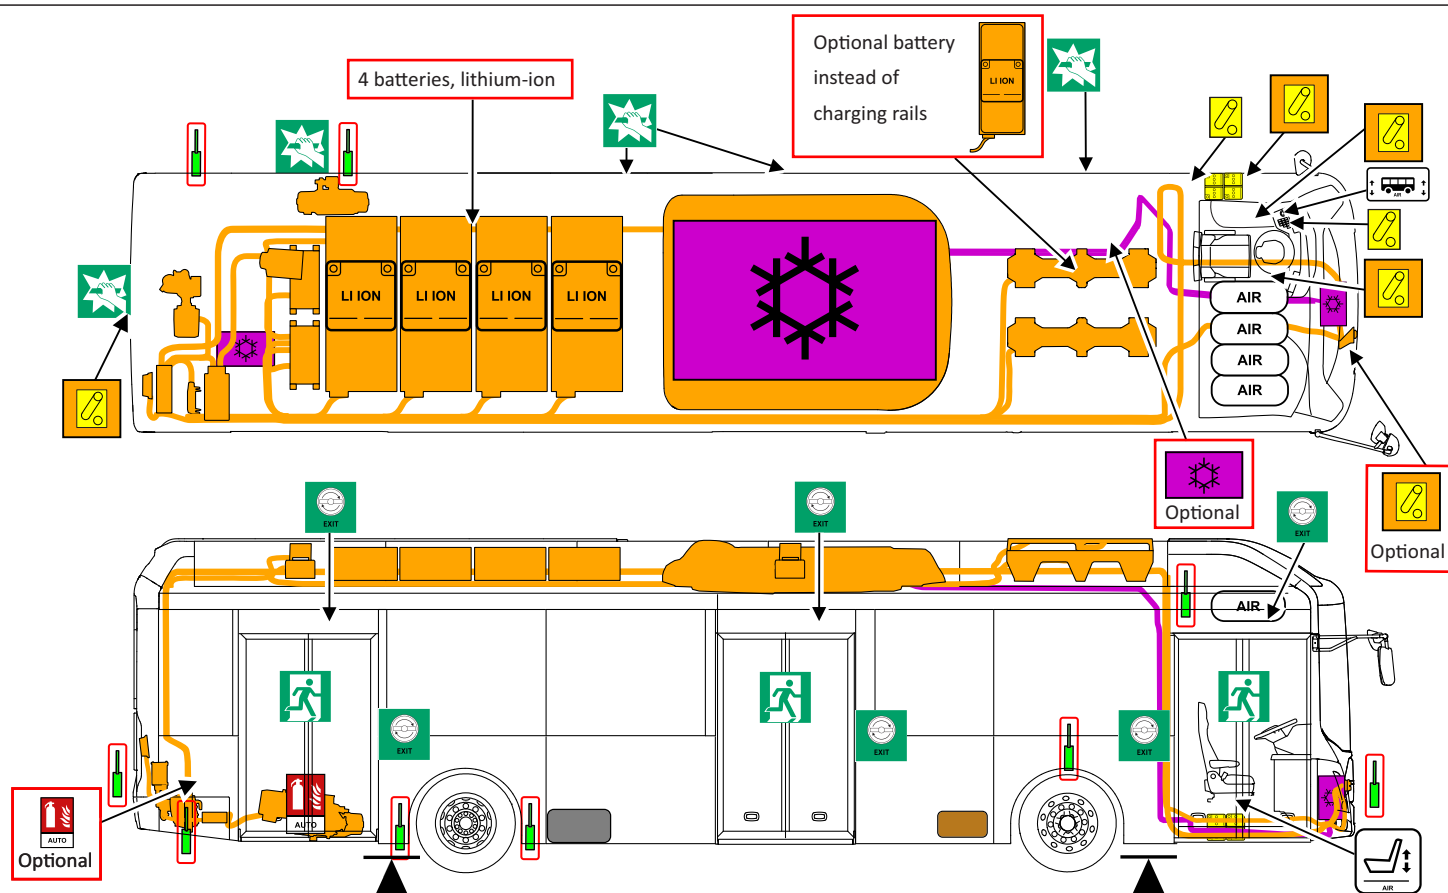 4 batteries, lithium-ion
Optional battery
instead of
charging rails
LI ION
AIR
LI ION
LI ION
LI ION
LI ION
AIR
AIR
AIR
AIR
Optional
Optional
EXIT
EXIT
EXIT
AIR
EXIT
EXIT
EXIT
AUTO
AUTO
Optional
AIR